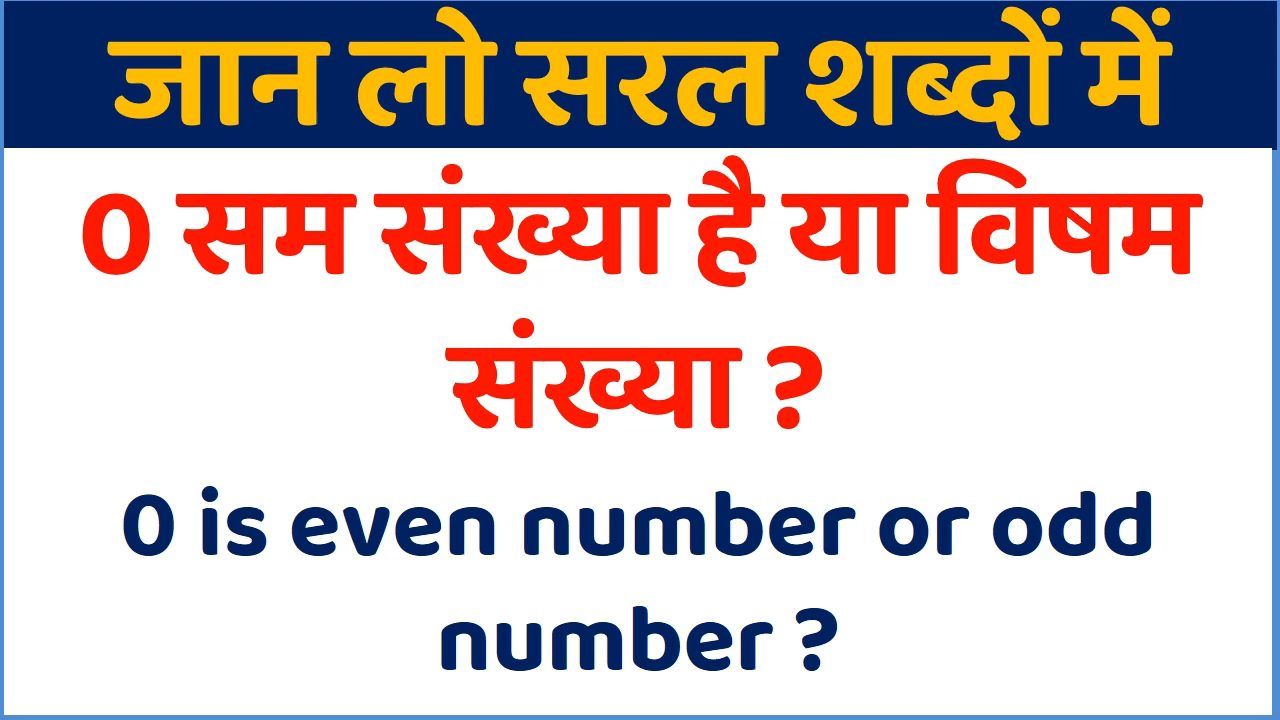 जान लो सरल शब्दों में
0 सम संख्या है या विषम
संख्या ?
0 is even number or odd
number ?